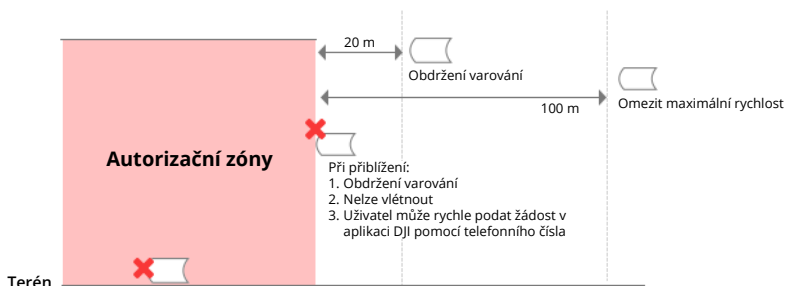 20 m
Obdržení varování
100 m
Omezit maximální rychlost
Autorizační zóny
Při přiblížení:
1. Obdržení varování
2. Nelze vlétnout
3. Uživatel může rychle podat žádost v
aplikaci DJI pomocí telefonního čísla
Terén